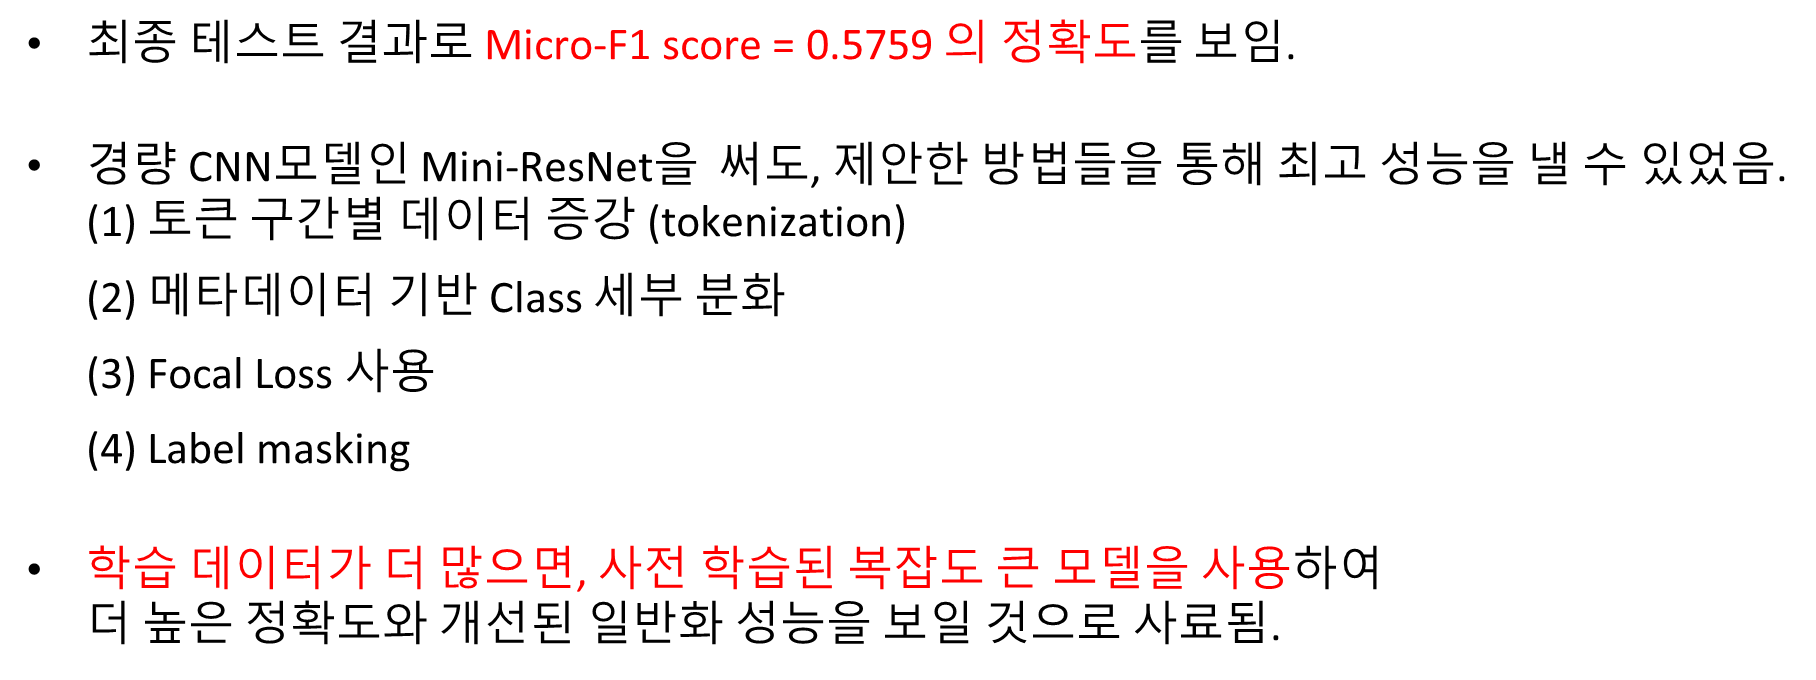 • 최종 테스트 결과로 Micro-F1 score = 0.5759 의 정확도를 보임.
• 경량 CNN모델인 Mini-ResNet을 써도, 제안한 방법들을 통해 최고 성능을 낼 수 있었음.
(1) 토큰 구간별 데이터 증강 (tokenization)
(2) 메타데이터 기반 Class 세부 분화
(3) Focal Loss 사용
(4) Label masking
• 학습 데이터가 더 많으면, 사전 학습된 복잡도 큰 모델을 사용하여
더 높은 정확도와 개선된 일반화 성능을 보일 것으로 사료됨.